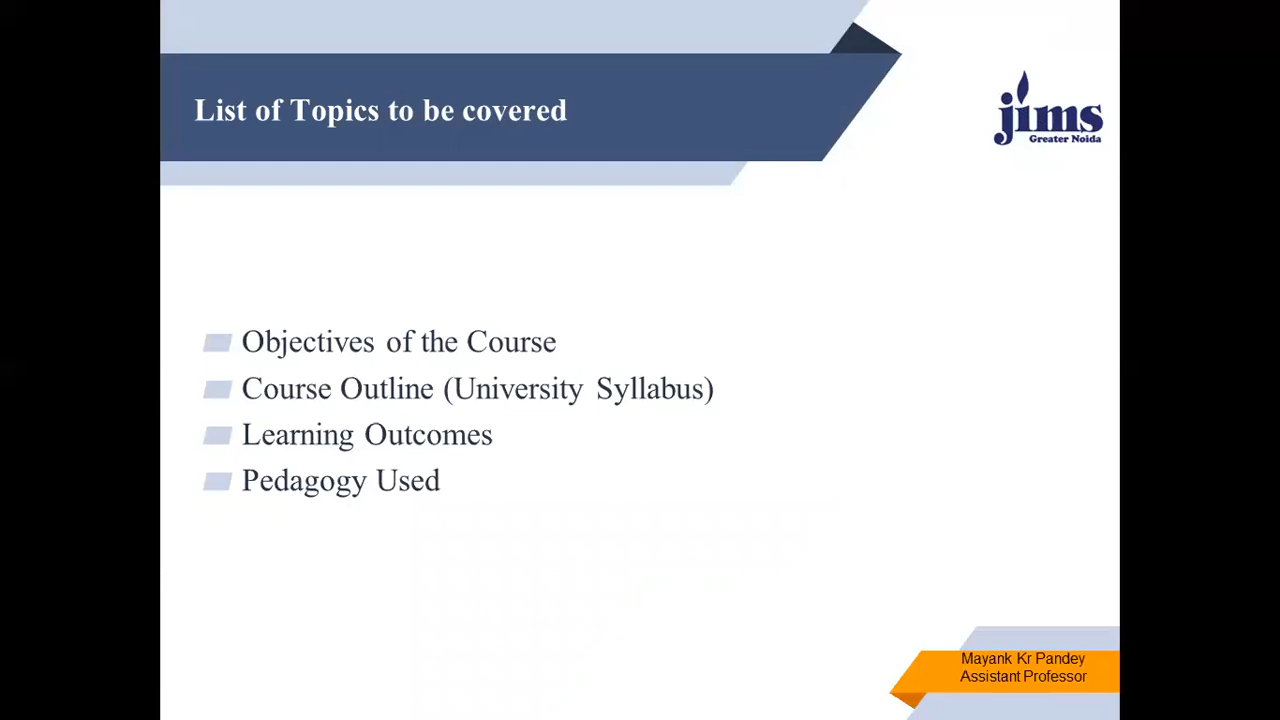 List of Topics to be covered
jims
Greater Noida
Objectives of the Course
Course Outline (University Syllabus)
Learning Outcomes
Pedagogy Used
Mayank Kr Pandey
Assistant Professor